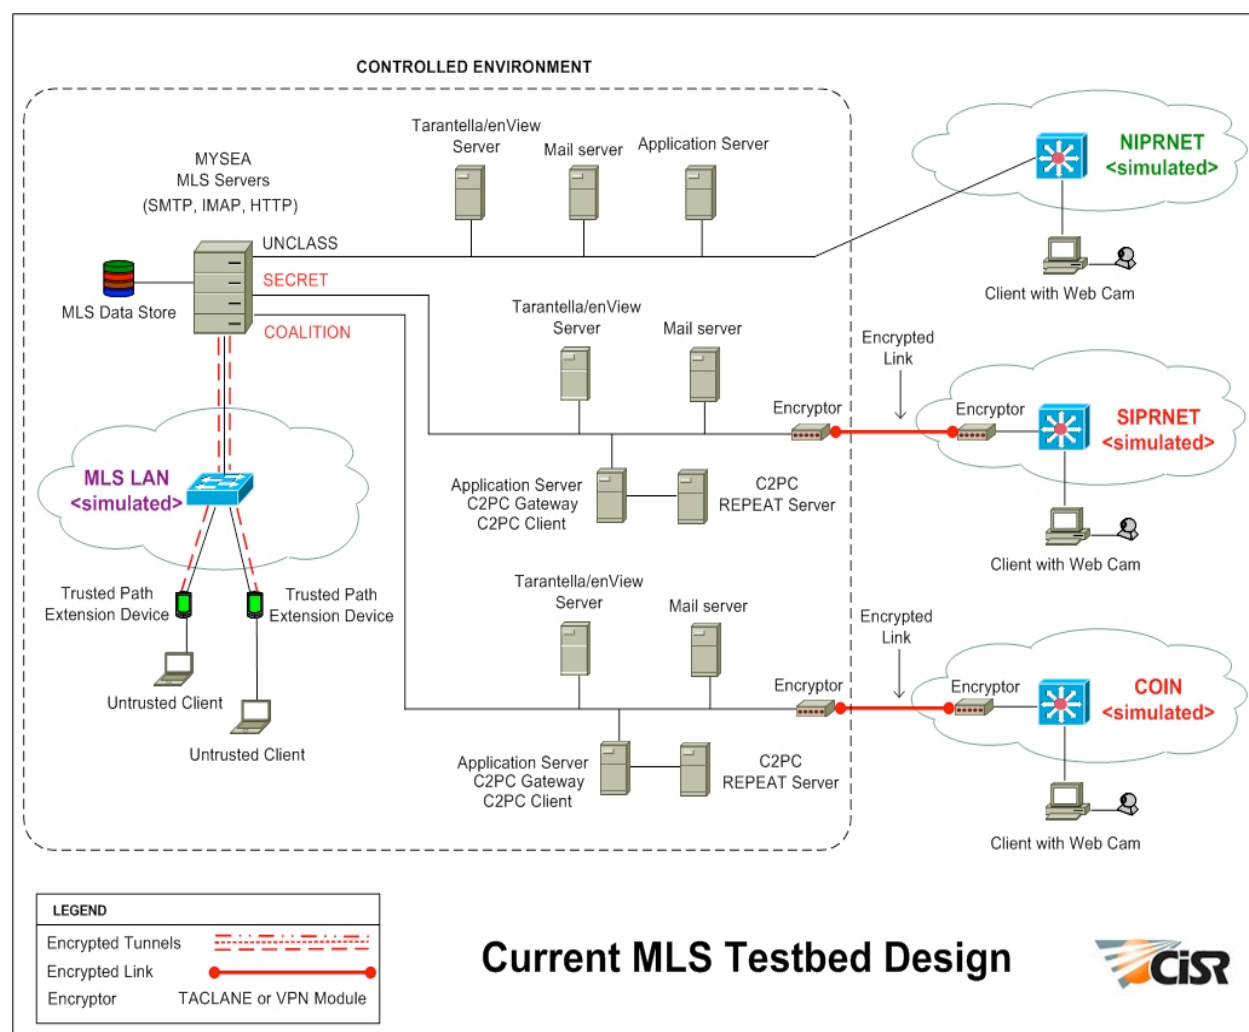 CONTROLLED ENVIRONMENT
Tarantella/enView
Server
Mail server
Application Server
MYSEA
MLS Servers
(SMTP, IMAP, HTTP)
UNCLASS
SECRET
COALITION
MLS Data Store
NIPRNET
<simulated>
Client with Web Cam
Tarantella/enView
Server
Mail server
Encrypted
Link
Encryptor
Encryptor
SIPRNET
<simulated>
Client with Web Cam
MLS LAN
<simulated>
Application Server
C2PC Gateway
C2PC Client
C2PC
REPEAT Server
Trusted Path
Extension Device
Trusted Path
Extension Device
Untrusted Client
Untrusted Client
Tarantella/enView
Server
Mail server
Encrypted
Link
Encryptor
Encryptor
COIN
<simulated>
Client with Web Cam
Application Server
C2PC Gateway
C2PC Client
C2PC
REPEAT Server
LEGEND
Encrypted Tunnels
Encrypted Link
Encryptor TACLANE or VPN Module
Current MLS Testbed Design
CISR